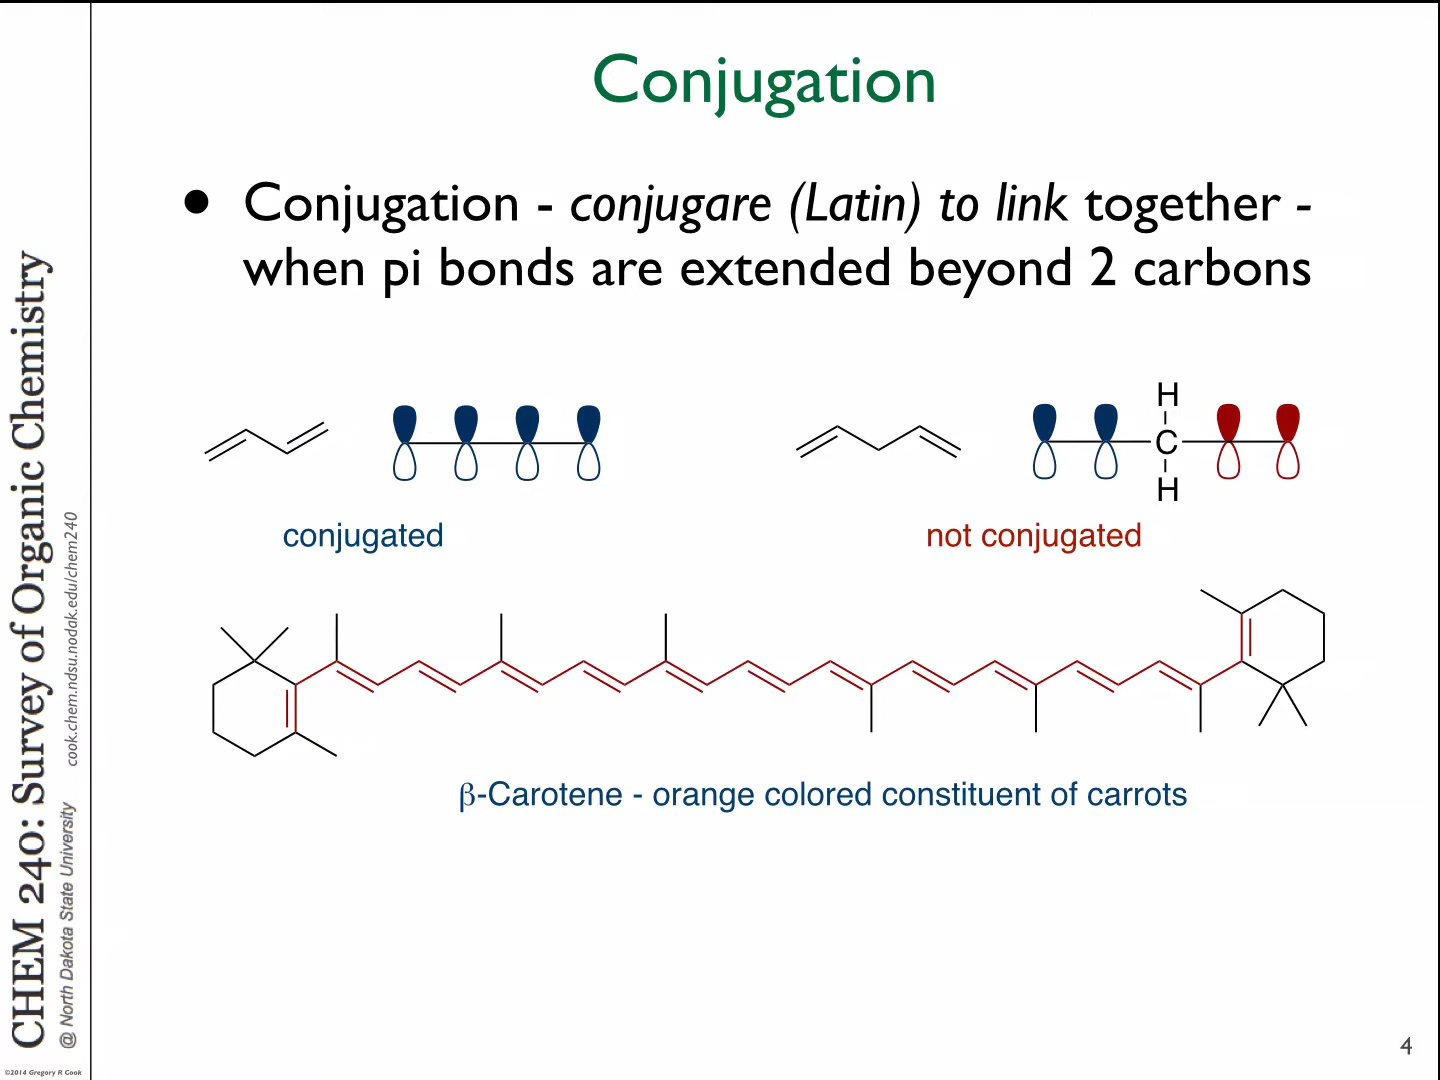 Conjugation
• Conjugation - conjugare (Latin) to link together -
when pi bonds are extended beyond 2 carbons
H
C
H
conjugated
not conjugated
β-Carotene - orange colored constituent of carrots
CHEM 240: Survey of Organic Chemistry
@ North Dakota State University cook.chem.ndsu.nodak.edu/chem240
©2014 Gregory R Cook
4